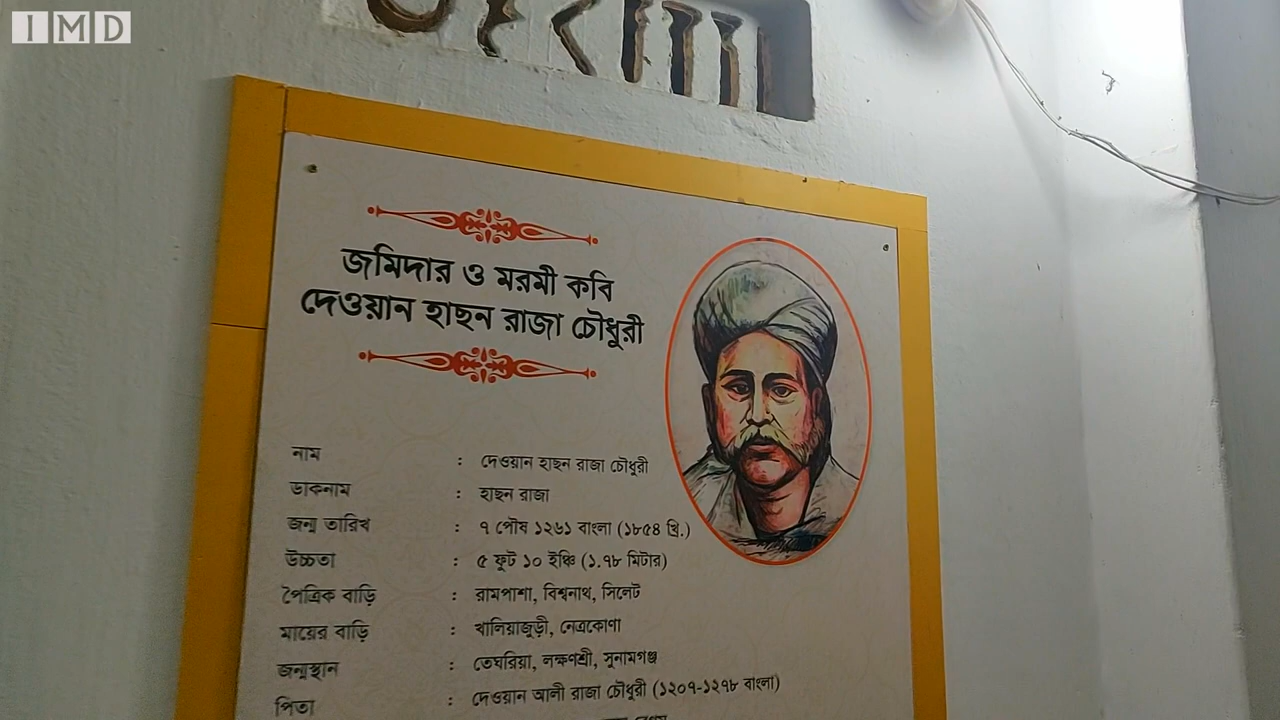 IMD
জমিদার ও মরমী কবি
দেওয়ান হাছন রাজা চৌধুরী
নাম : দেওয়ান হাছন রাজা চৌধুরী
ডাকনাম : হাছন রাজা
জন্ম তারিখ : ৭ পৌষ ১২৬১ বাংলা (১৮৫৪ খ্রি.)
উচ্চতা : ৫ ফুট ১০ ইঞ্চি (১.৭৮ মিটার)
পৈত্রিক বাড়ি : রামপাশা, বিশ্বনাথ, সিলেট
মায়ের বাড়ি : খালিয়াজুড়ী, নেত্রকোণা
জন্মস্থান : তেঘরিয়া, লক্ষণশ্রী, সুনামগঞ্জ
পিতা : দেওয়ান আলী রাজা চৌধুরী (১২০৭-১২৭৮ বাংলা)